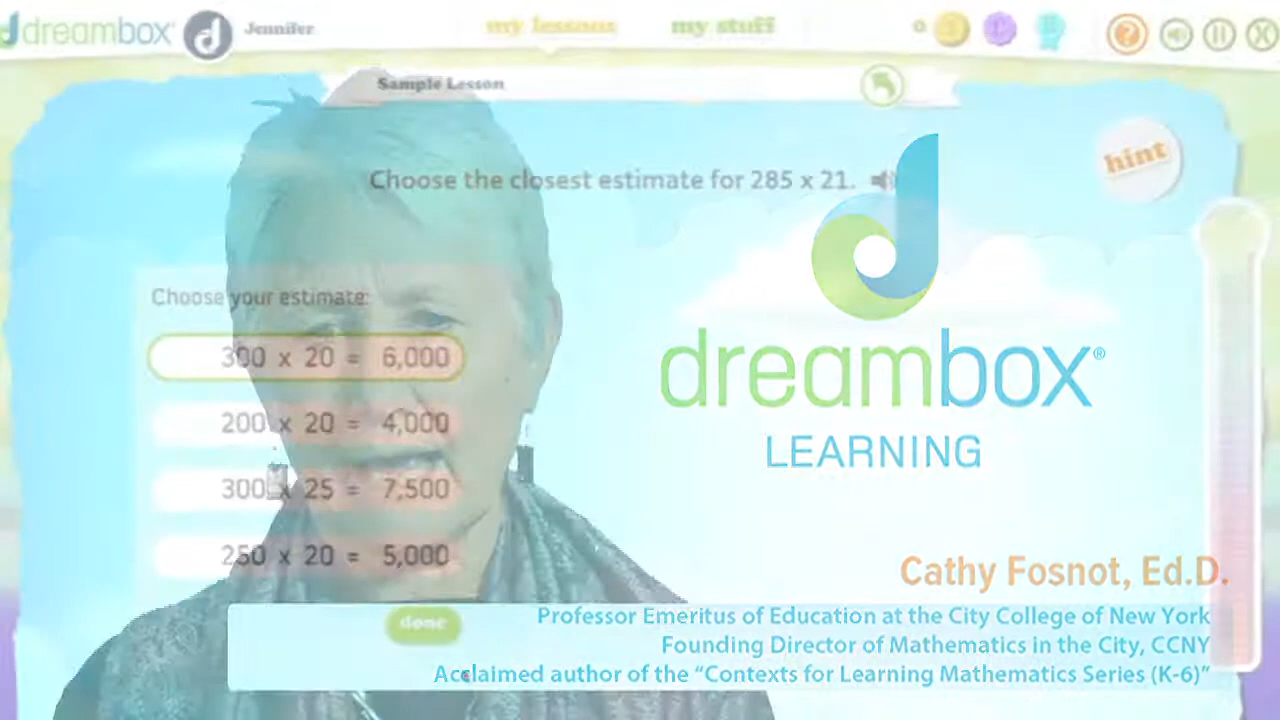 dreambox
Jennifer
my lessons
my stuff
0
Sample Lesson
hint
Choose the closest estimate for 285 x 21.
Choose your estimate:
300 x 20 = 6,000
200 x 20 = 4,000
300 x 25 = 7,500
250 x 20 = 5,000
done
dreambox®
LEARNING
Cathy Fosnot, Ed.D.
Professor Emeritus of Education at the City College of New York
Founding Director of Mathematics in the City, CCNY
Acclaimed author of the “Contexts for Learning Mathematics Series (K-6)”